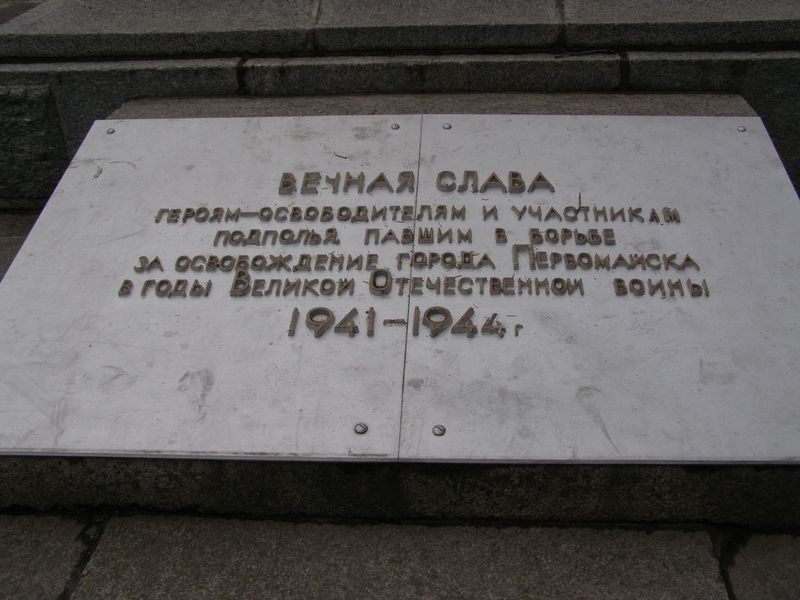 ВЕЧНАЯ СЛАВА
ГЕРОЯМ-ОСВОБОДИТЕЛЯМ И УЧАСТНИКАМ
ПОДПОЛЬЯ ПАВШИМ В БОРЬБЕ
ЗА ОСВОБОЖДЕНИЕ ГОРОДА ПЕРВОМАЙСКА
В ГОДЫ ВЕЛИКОЙ ОТЕЧЕСТВЕННОЙ ВОЙНЫ
1941-1944 г г